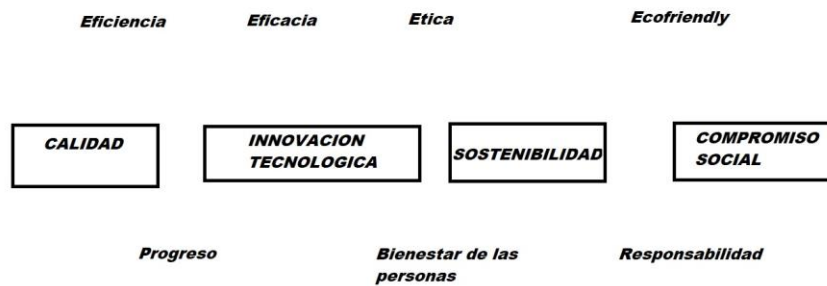 Eficiencia
Eficacia
Etica
Ecofriendly
CALIDAD
INNOVACION
TECNOLOGICA
SOSTENIBILIDAD
COMPROMISO
SOCIAL
Progreso
Bienestar de las
personas
Responsabilidad